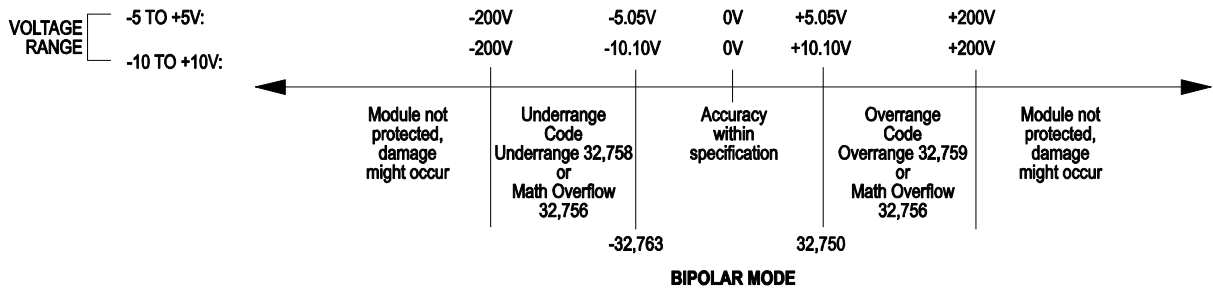 VOLTAGE RANGE
-5 TO +5V: -200V -5.05V 0V +5.05V +200V
-10 TO +10V: -200V -10.10V 0V +10.10V +200V
Module not
protected,
damage
might occur
Underrange
Code
Underrange 32,758
or
Math Overflow
32,756
Accuracy
within
specification
Overrange
Code
Overrange 32,759
or
Math Overflow
32,756
Module not
protected,
damage
might occur
-32,763 32,750
BIPOLAR MODE